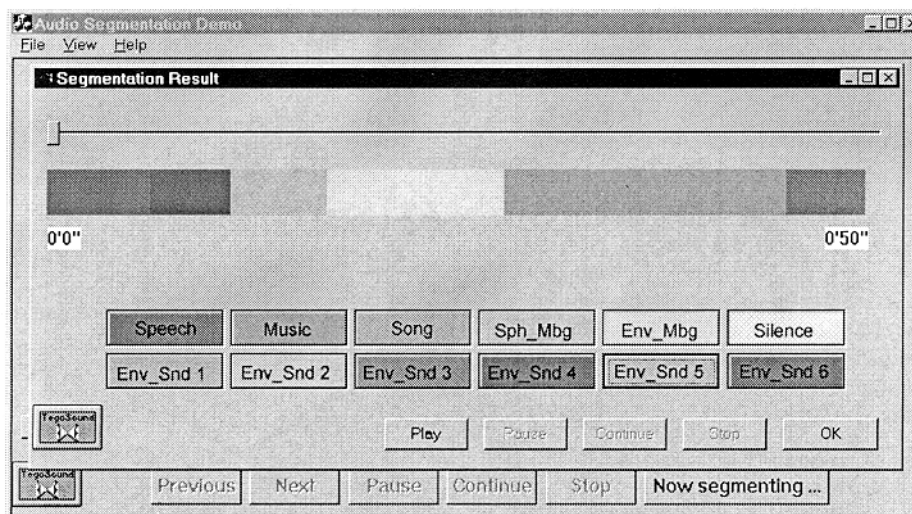 Audio Segmentation Demo
File View Help
Segmentation Result
0'0" 0'50"
Speech Music Song Sph_Mbg Env_Mbg Silence
Env_Snd 1 Env_Snd 2 Env_Snd 3 Env_Snd 4 Env_Snd 5 Env_Snd 6
TegoSound
Play Pause Continue Stop OK
TegoSound
Previous Next Pause Continue Stop Now segmenting ...